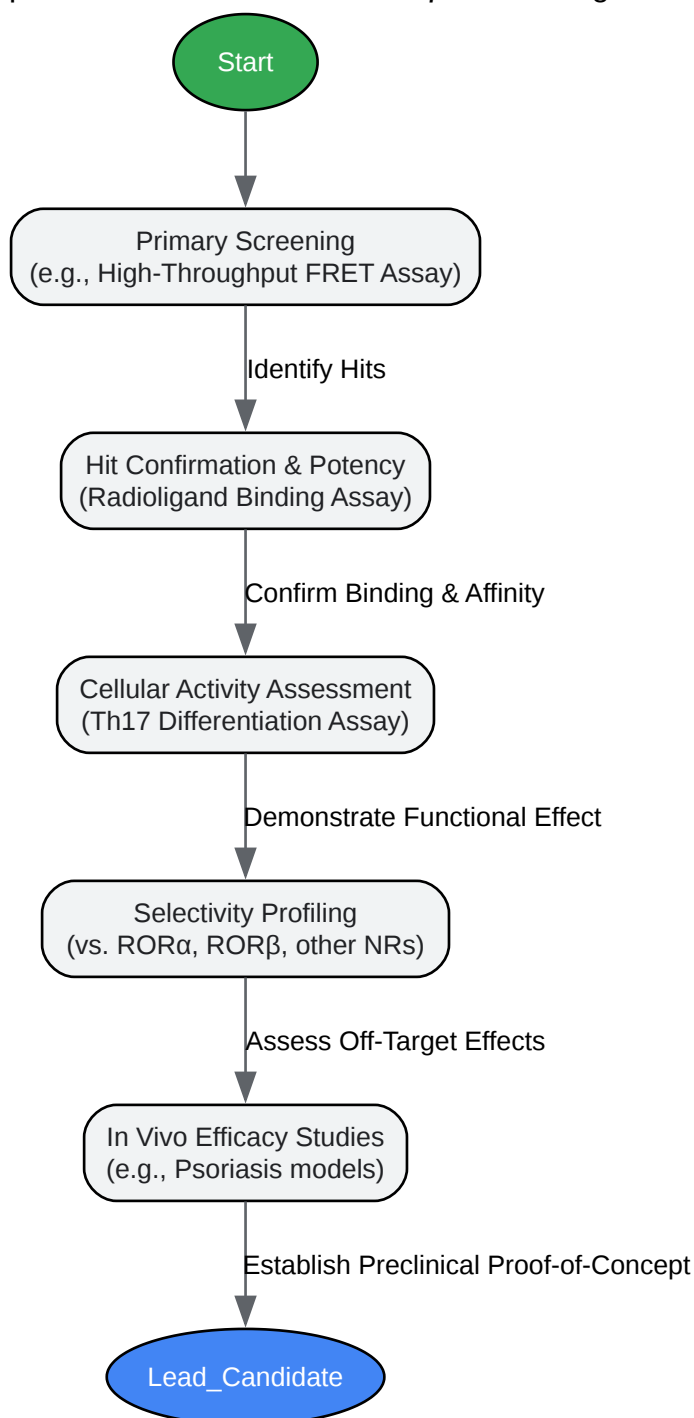 Start
Primary Screening
(e.g., High-Throughput FRET Assay)
Identify Hits
Hit Confirmation & Potency
(Radioligand Binding Assay)
Confirm Binding & Affinity
Cellular Activity Assessment
(Th17 Differentiation Assay)
Demonstrate Functional Effect
Selectivity Profiling
(vs. RORα, RORβ, other NRs)
Assess Off-Target Effects
In Vivo Efficacy Studies
(e.g., Psoriasis models)
Establish Preclinical Proof-of-Concept
Lead_Candidate